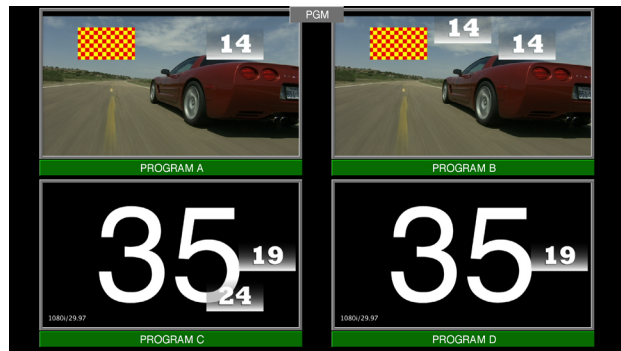 PGM
14
14
14
PROGRAM A
PROGRAM B
35
19
24
1080i/29.97
35
19
1080i/29.97
PROGRAM C
PROGRAM D